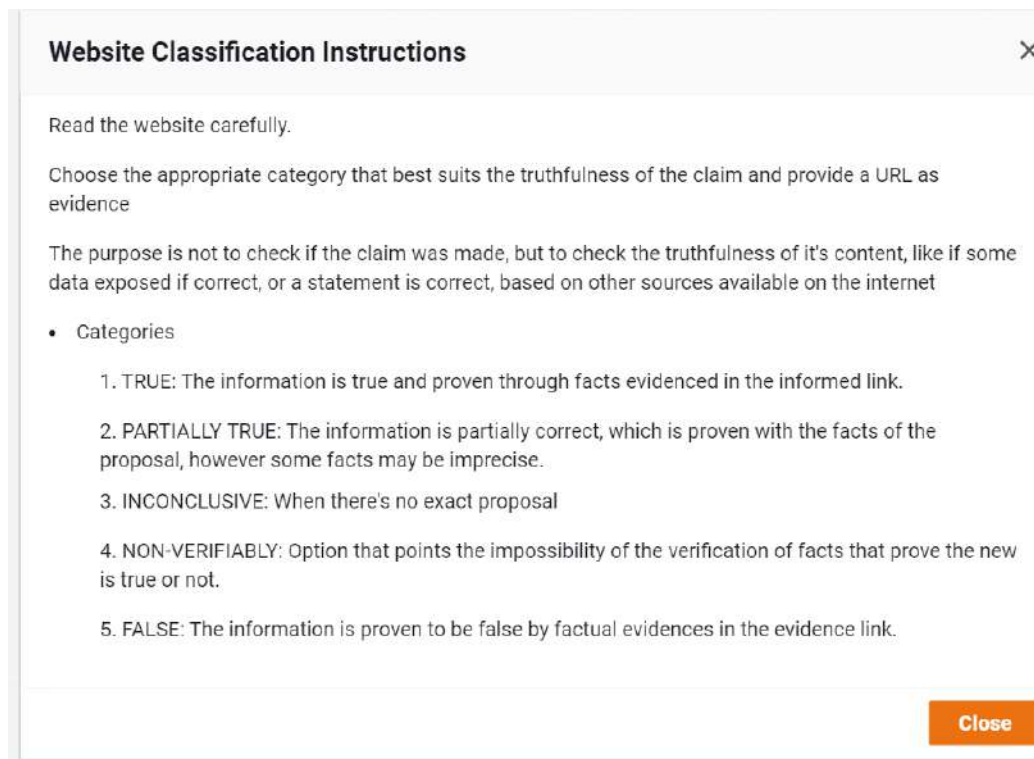 Website Classification Instructions
Read the website carefully.
Choose the appropriate category that best suits the truthfulness of the claim and provide a URL as
evidence
The purpose is not to check if the claim was made, but to check the truthfulness of it's content, like if some
data exposed if correct, or a statement is correct, based on other sources available on the internet
• Categories
1. TRUE: The information is true and proven through facts evidenced in the informed link.
2. PARTIALLY TRUE: The information is partially correct, which is proven with the facts of the
proposal, however some facts may be imprecise.
3. INCONCLUSIVE: When there's no exact proposal
4. NON-VERIFIABLY: Option that points the impossibility of the verification of facts that prove the new
is true or not.
5. FALSE: The information is proven to be false by factual evidences in the evidence link.
Close